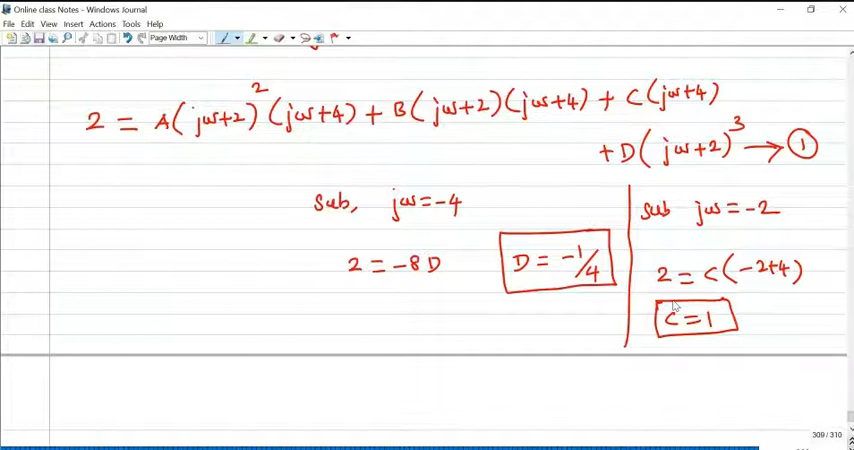 Online class Notes - Windows Journal
File Edit View Insert Actions Tools Help
Page Width
2 = A(jω+2)²(jω+4) + B(jω+2)(jω+4) + C(jω+4)
+ D(jω+2)³ → ①
Sub, jω = -4
2 = -8D
D = -1/4
Sub jω = -2
2 = C(-2+4)
C = 1
309 / 310